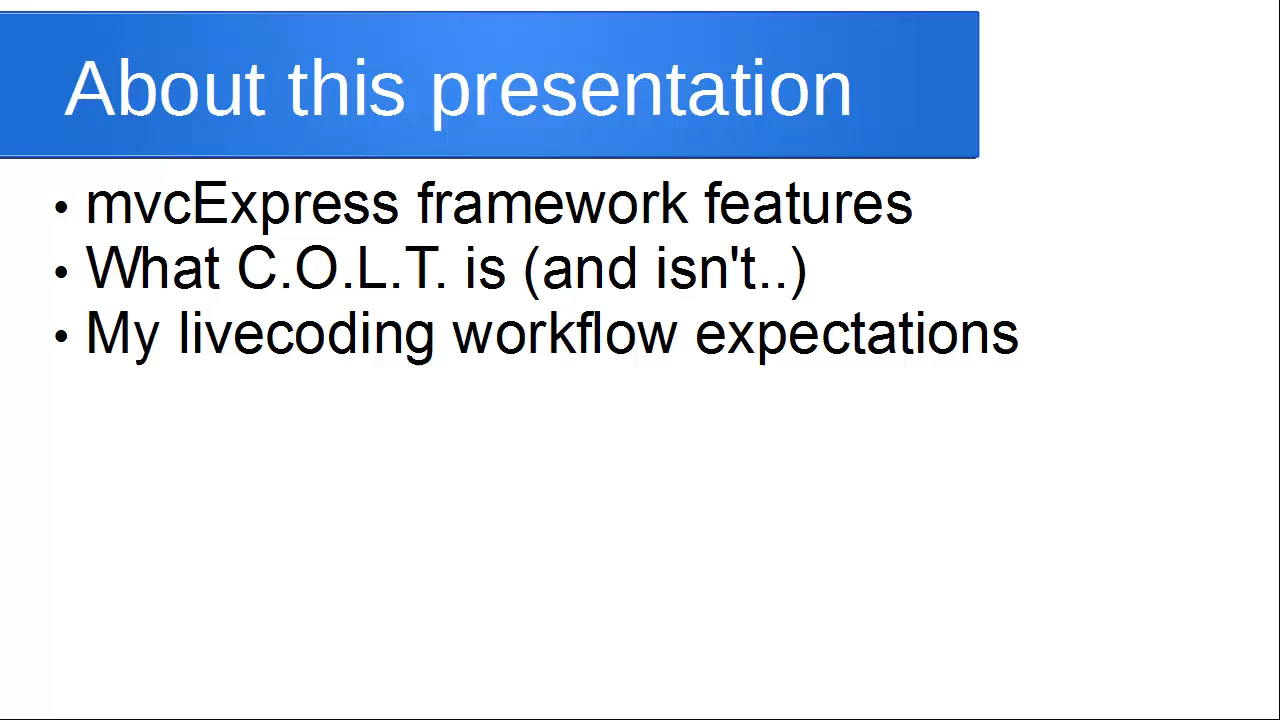 About this presentation
• mvcExpress framework features
• What C.O.L.T. is (and isn't..)
• My livecoding workflow expectations